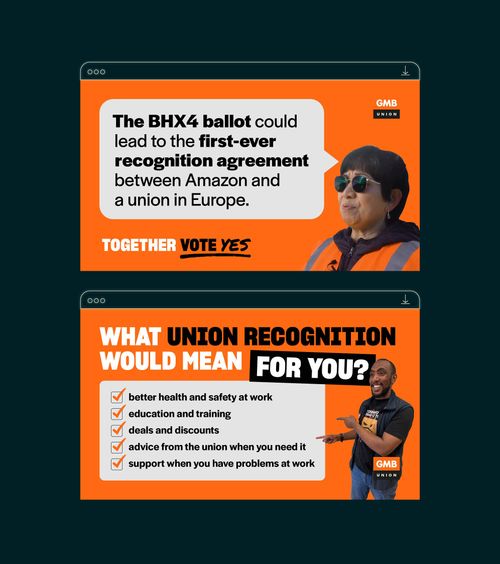 The BHX4 ballot could
lead to the first-ever
recognition agreement
between Amazon and
a union in Europe.
GMB
UNION
TOGETHER VOTE YES
WHAT UNION RECOGNITION
WOULD MEAN FOR YOU?
better health and safety at work
education and training
deals and discounts
advice from the union when you need it
support when you have problems at work
GMB
UNION